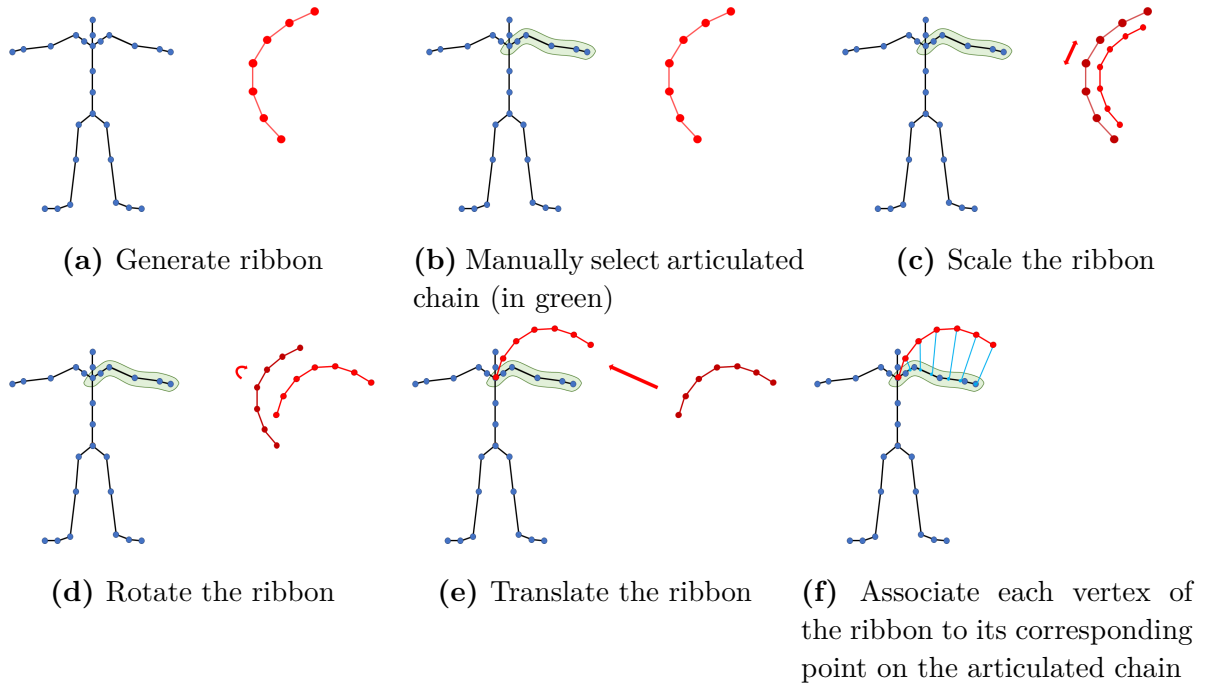 (a) Generate ribbon
(b) Manually select articulated
chain (in green)
(c) Scale the ribbon
(d) Rotate the ribbon
(e) Translate the ribbon
(f) Associate each vertex of
the ribbon to its corresponding
point on the articulated chain